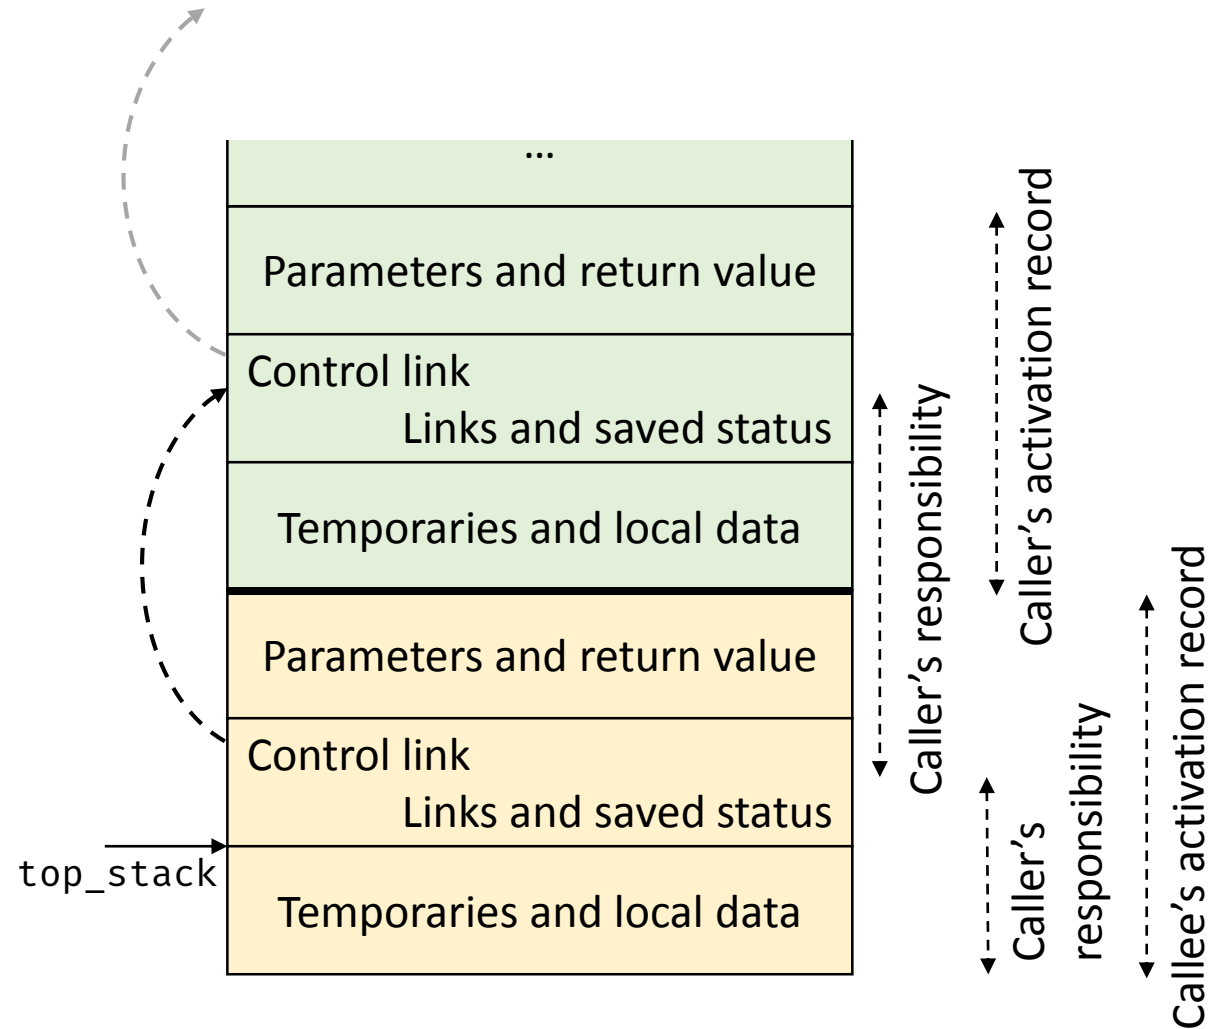 ...
Parameters and return value
Control link
Links and saved status
Temporaries and local data
Parameters and return value
Control link
Links and saved status
top_stack
Temporaries and local data
Caller's responsibility
Caller's activation record
Caller's
responsibility
Callee's activation record